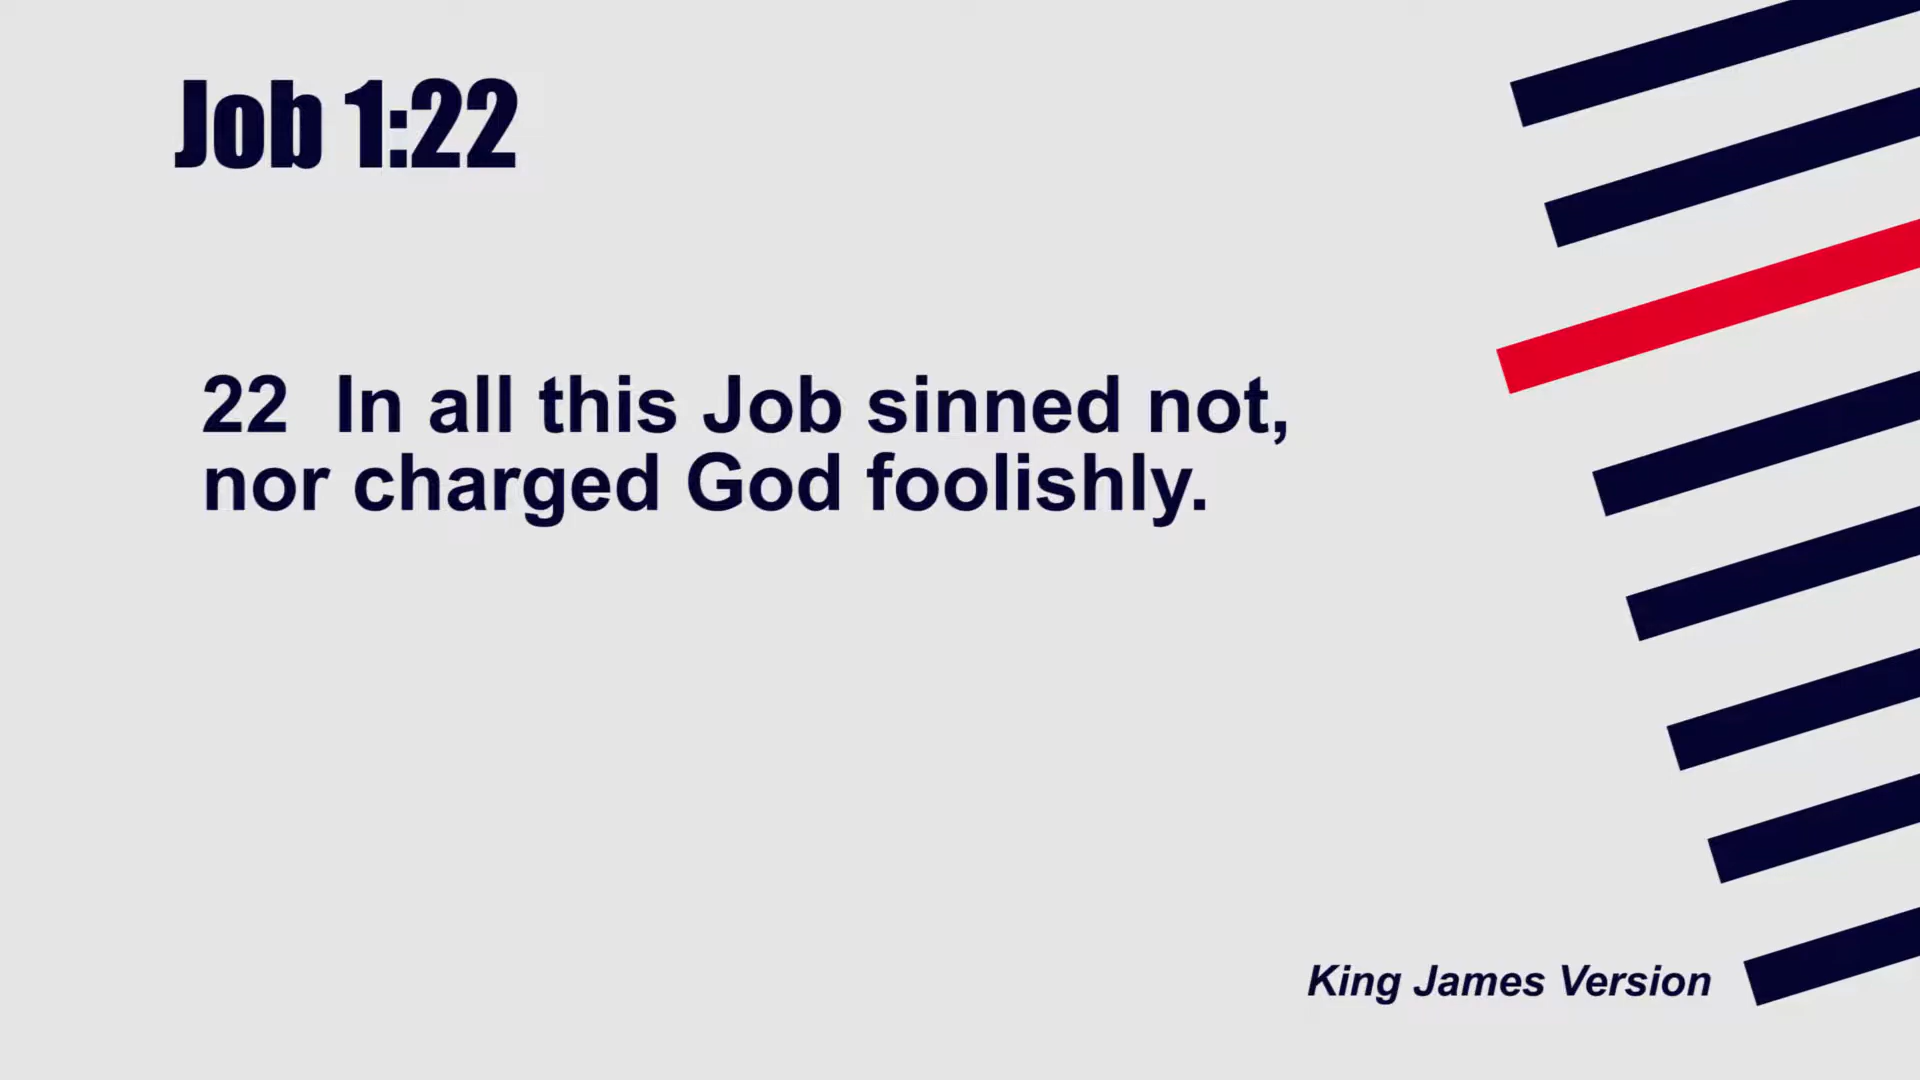 Job 1:22
22  In all this Job sinned not,
nor charged God foolishly.
King James Version